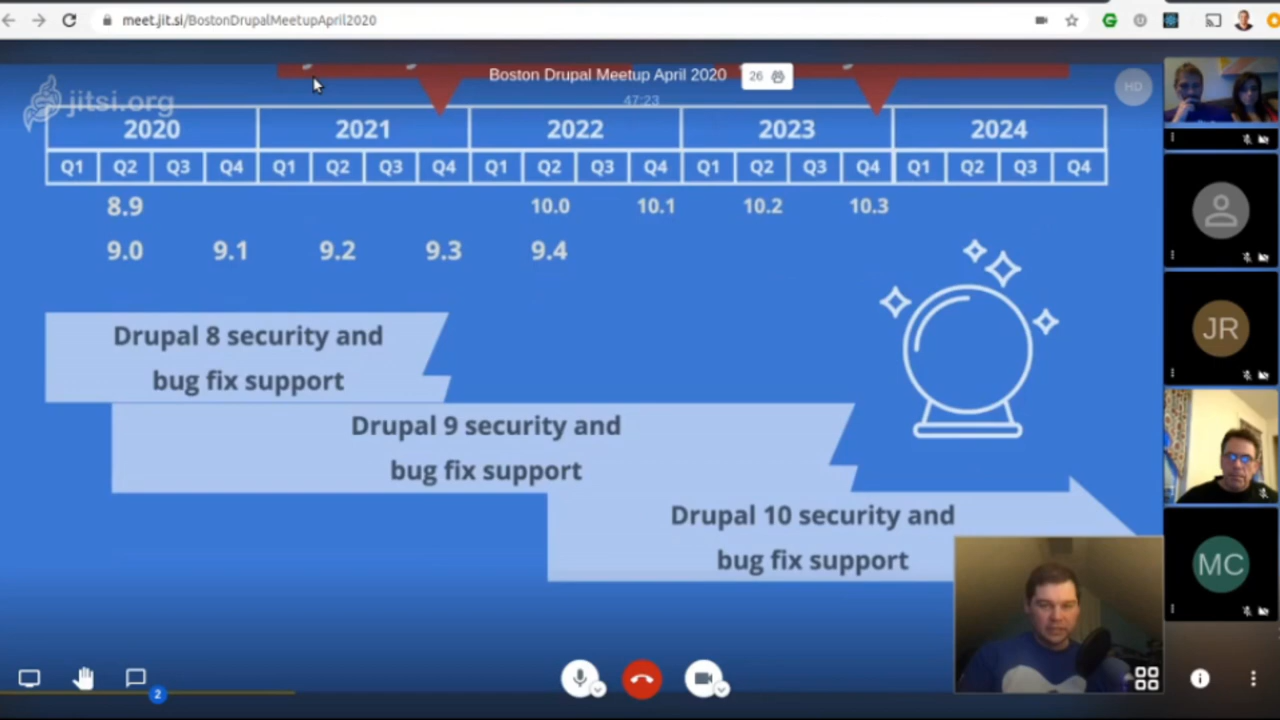 meet.jit.si/BostonDrupalMeetupApril2020
Boston Drupal Meetup April 2020
26
47:23
jitsi.org
HD
2020 2021 2022 2023 2024
Q1 Q2 Q3 Q4 Q1 Q2 Q3 Q4 Q1 Q2 Q3 Q4 Q1 Q2 Q3 Q4 Q1 Q2 Q3 Q4
8.9 10.0 10.1 10.2 10.3
9.0 9.1 9.2 9.3 9.4
Drupal 8 security and
bug fix support
Drupal 9 security and
bug fix support
Drupal 10 security and
bug fix support
JR
MC
2